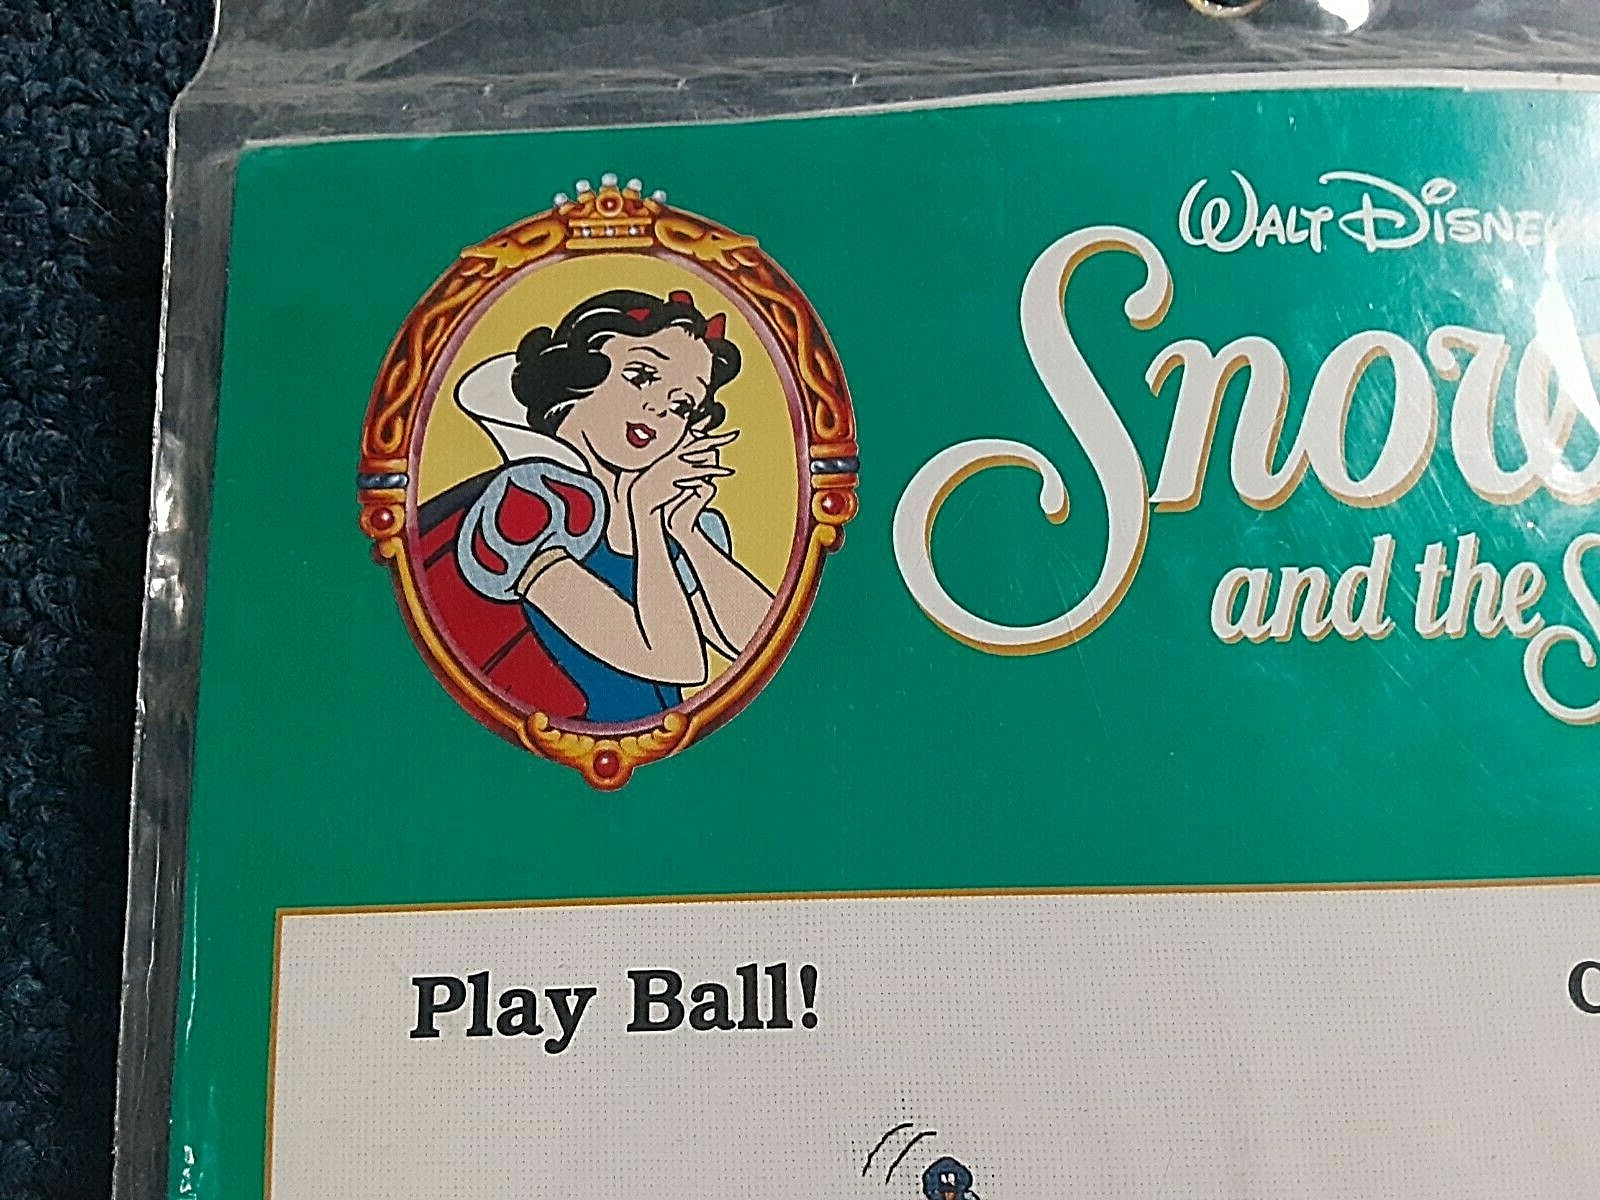 WALT DISNEY
Snow
and the S
Play Ball!